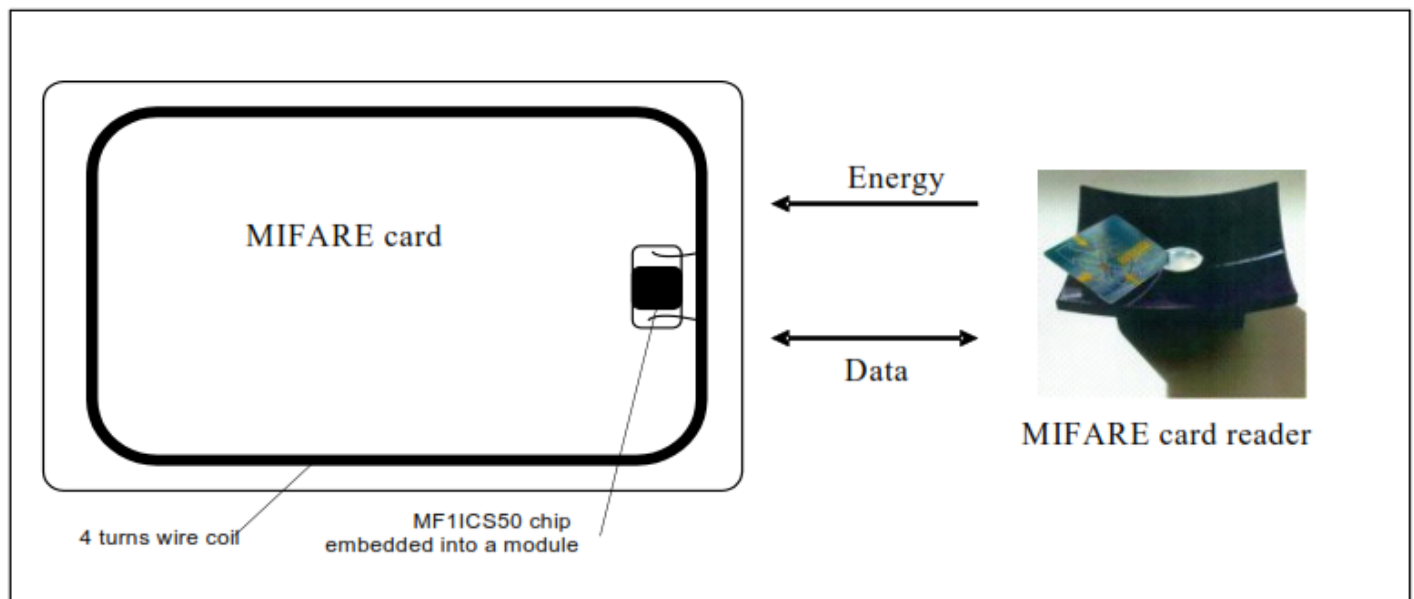 MIFARE card
Energy
Data
MIFARE card reader
4 turns wire coil
MF1ICS50 chip
embedded into a module